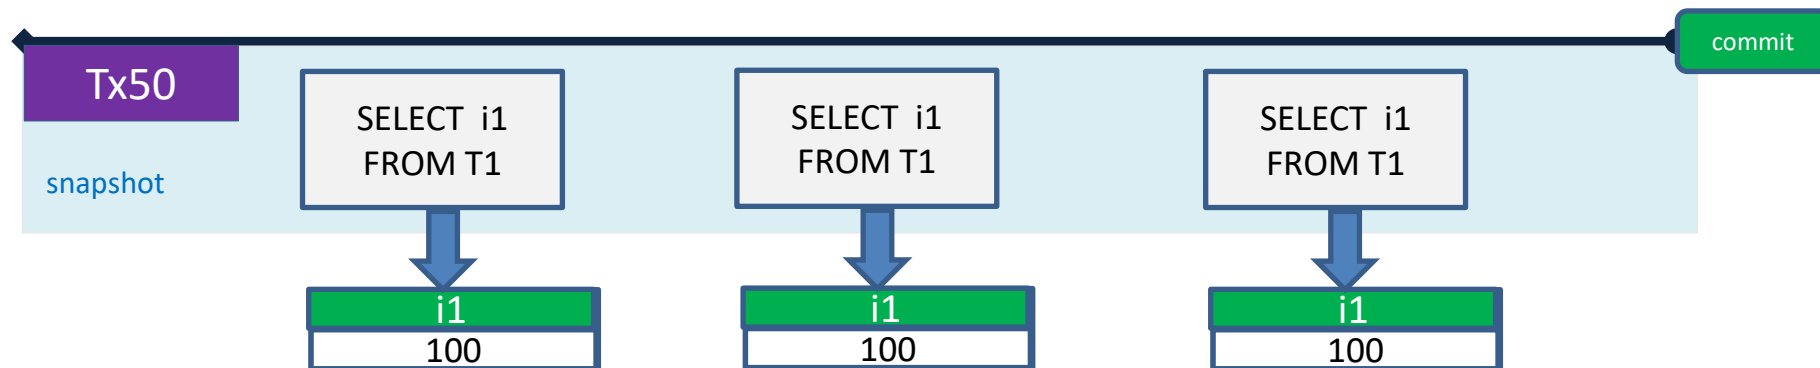 commit
Tx50
snapshot
SELECT i1
FROM T1
SELECT i1
FROM T1
SELECT i1
FROM T1
i1
100
i1
100
i1
100